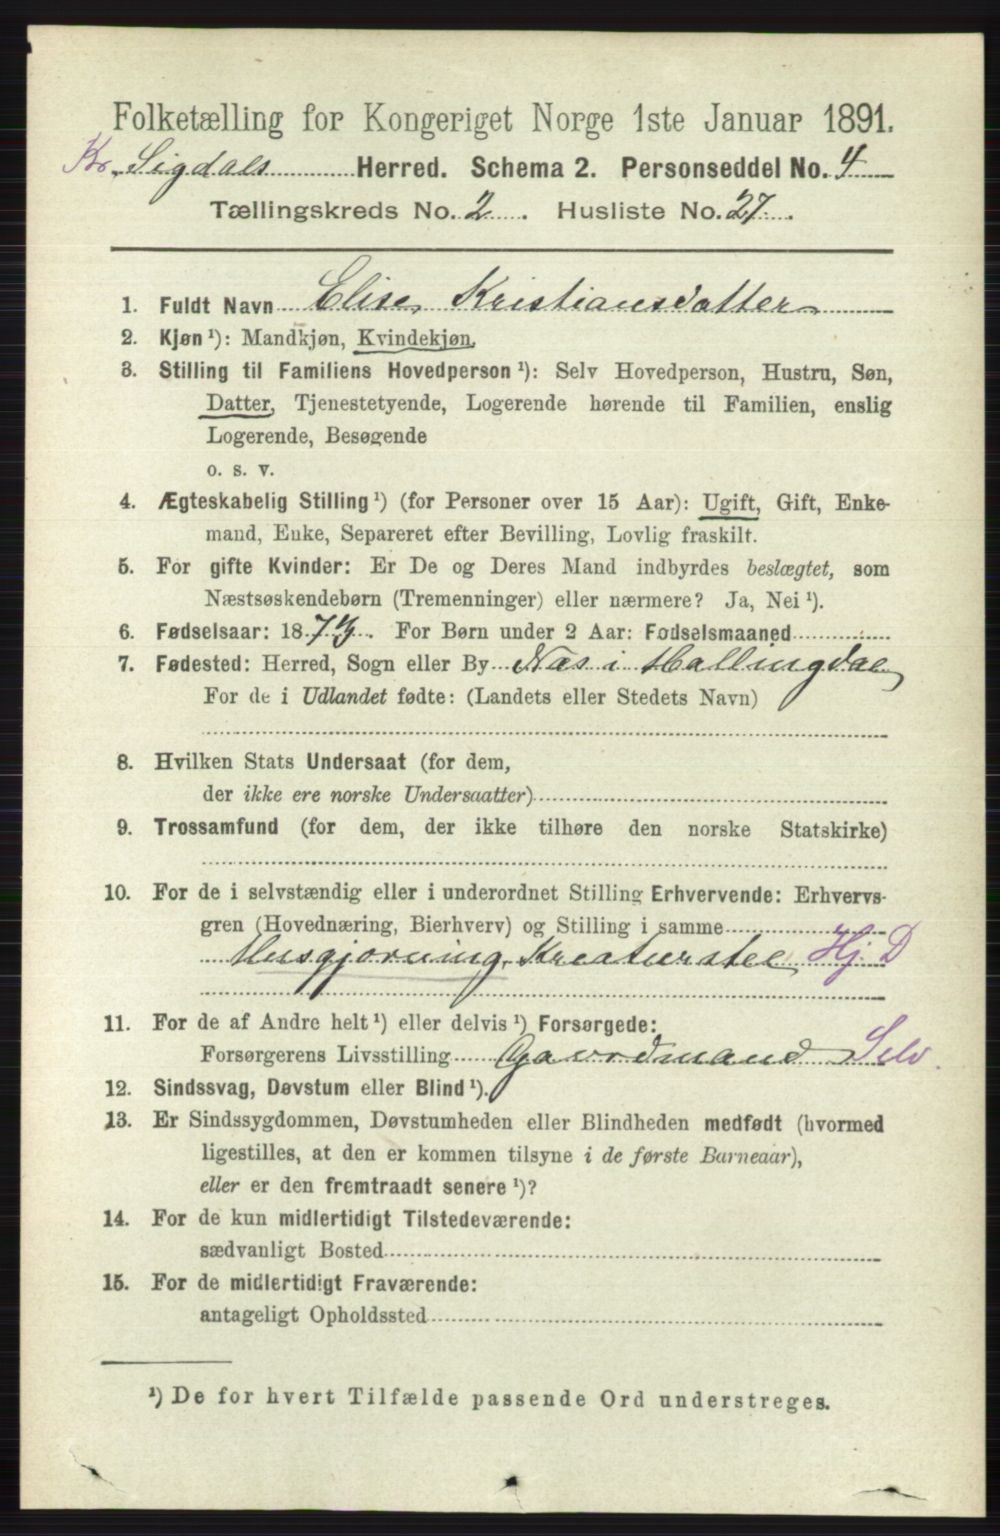 Folketælling for Kongeriget Norge 1ste Januar 1891.
Kr. Sigdals Herred. Schema 2. Personseddel No. 4
Tællingskreds No. 2. Husliste No. 27.
1. Fuldt Navn Elise Kristiansdatter
2. Kjøn ¹): Mandkjøn, Kvindekjøn.
3. Stilling til Familiens Hovedperson ¹): Selv Hovedperson, Hustru, Søn,
Datter, Tjenestetyende, Logerende hørende til Familien, enslig
Logerende, Besøgende
o. s. v.
4. Ægteskabelig Stilling ¹) (for Personer over 15 Aar): Ugift, Gift, Enke-
mand, Enke, Separeret efter Bevilling, Lovlig fraskilt.
5. For gifte Kvinder: Er De og Deres Mand indbyrdes beslægtet, som
Næstsøskendebørn (Tremenninger) eller nærmere? Ja, Nei ¹).
6. Fødselsaar: 187 . For Børn under 2 Aar: Fødselsmaaned
7. Fødested: Herred, Sogn eller By Næs i Hallingdal
For de i Udlandet fødte: (Landets eller Stedets Navn)
8. Hvilken Stats Undersaat (for dem,
der ikke ere norske Undersaatter)
9. Trossamfund (for dem, der ikke tilhøre den norske Statskirke)
10. For de i selvstændig eller i underordnet Stilling Erhvervende: Erhvervs-
gren (Hovednæring, Bierhverv) og Stilling i samme
Husgjørning, Kreaturstel Hj. D
11. For de af Andre helt ¹) eller delvis ¹) Forsørgede:
Forsørgerens Livsstilling Gaardmand Selv.
12. Sindssvag, Døvstum eller Blind ¹).
13. Er Sindssygdommen, Døvstumheden eller Blindheden medfødt (hvormed
ligestilles, at den er kommen tilsyne i de første Barneaar),
eller er den fremtraadt senere ¹)?
14. For de kun midlertidigt Tilstedeværende:
sædvanligt Bosted
15. For de midlertidigt Fraværende:
antageligt Opholdssted
¹) De for hvert Tilfælde passende Ord understreges.